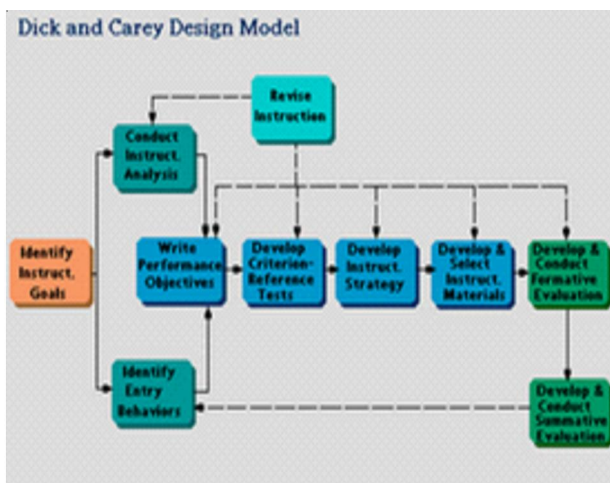 Dick and Carey Design Model
Revise
Instruction
Conduct
Instruct.
Analysis
Identify
Instruct.
Goals
Write
Performance
Objectives
Develop
Criterion-
Reference
Tests
Develop
Instruct.
Strategy
Develop &
Select
Instruct.
Materials
Develop &
Conduct
Formative
Evaluation
Identify
Entry
Behaviors
Develop &
Conduct
Summative
Evaluation